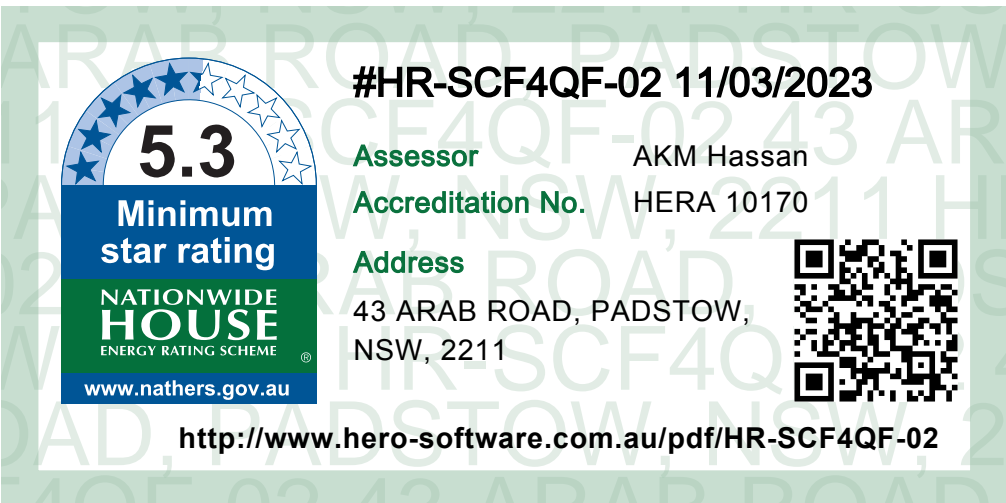 #HR-SCF4QF-02 11/03/2023
5.3
Minimum
star rating
NATIONWIDE
HOUSE
ENERGY RATING SCHEME ®
www.nathers.gov.au
Assessor AKM Hassan
Accreditation No. HERA 10170
Address
43 ARAB ROAD, PADSTOW,
NSW, 2211
http://www.hero-software.com.au/pdf/HR-SCF4QF-02